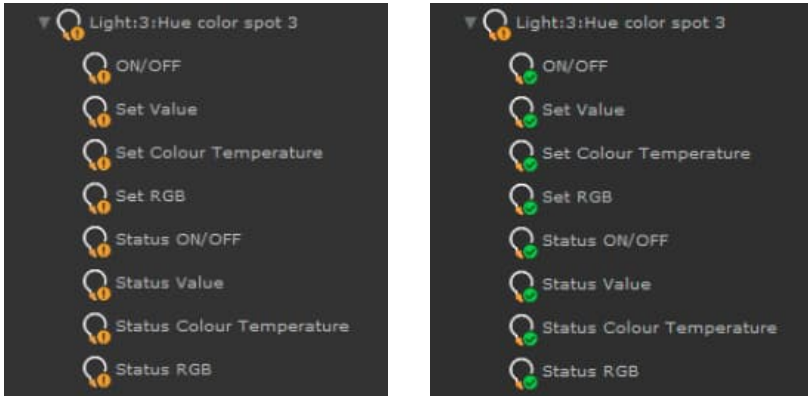 Light:3:Hue color spot 3
ON/OFF
Set Value
Set Colour Temperature
Set RGB
Status ON/OFF
Status Value
Status Colour Temperature
Status RGB
Light:3:Hue color spot 3
ON/OFF
Set Value
Set Colour Temperature
Set RGB
Status ON/OFF
Status Value
Status Colour Temperature
Status RGB